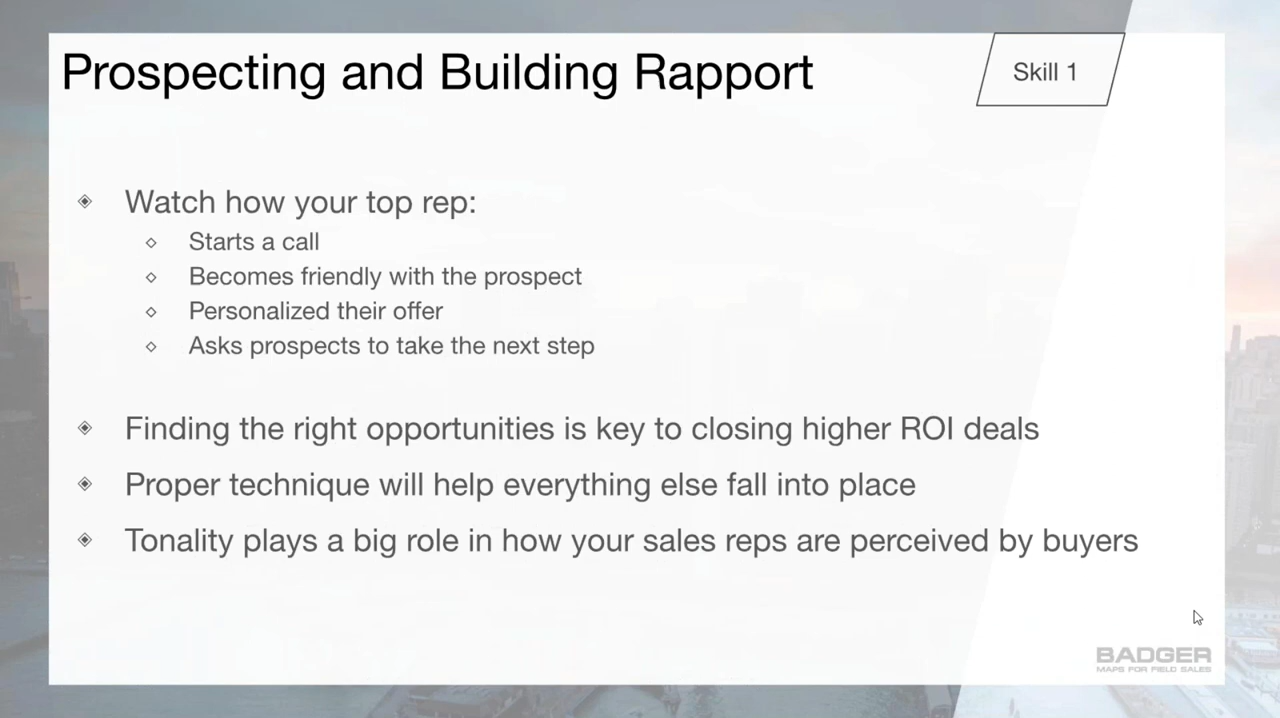 Prospecting and Building Rapport
Skill 1
Watch how your top rep:
Starts a call
Becomes friendly with the prospect
Personalized their offer
Asks prospects to take the next step
Finding the right opportunities is key to closing higher ROI deals
Proper technique will help everything else fall into place
Tonality plays a big role in how your sales reps are perceived by buyers
BADGER
MAPS FOR FIELD SALES